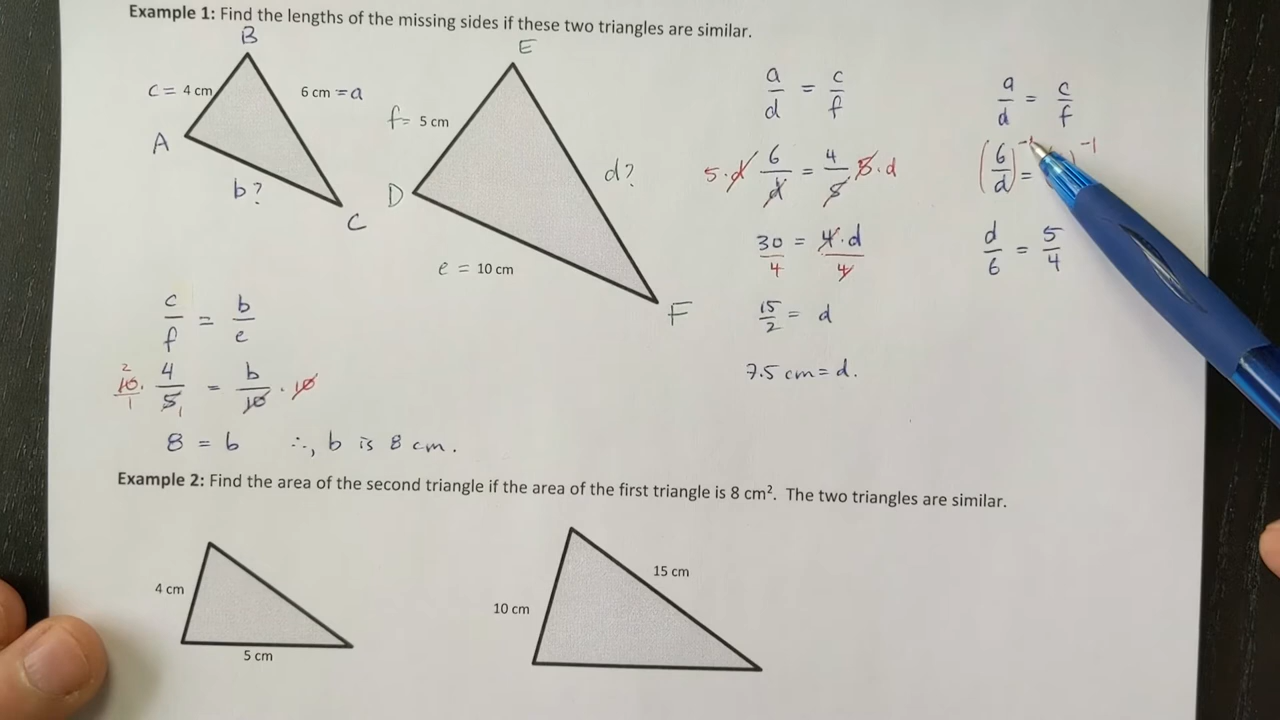 Example 1: Find the lengths of the missing sides if these two triangles are similar.
B
c = 4 cm
6 cm = a
A
b?
C
E
f = 5 cm
d?
D
e = 10 cm
F
c/f = b/e
2
10/1 · 4/5 = b/10 · 10
1
8 = b ∴, b is 8 cm.
a/d = c/f
5·d 6/d = 4/5 5·d
30/4 = 4·d/4
15/2 = d
7.5 cm = d.
a/d = c/f
(6/d)⁻¹ = )⁻¹
d/6 = 5/4
Example 2: Find the area of the second triangle if the area of the first triangle is 8 cm². The two triangles are similar.
4 cm
5 cm
10 cm
15 cm